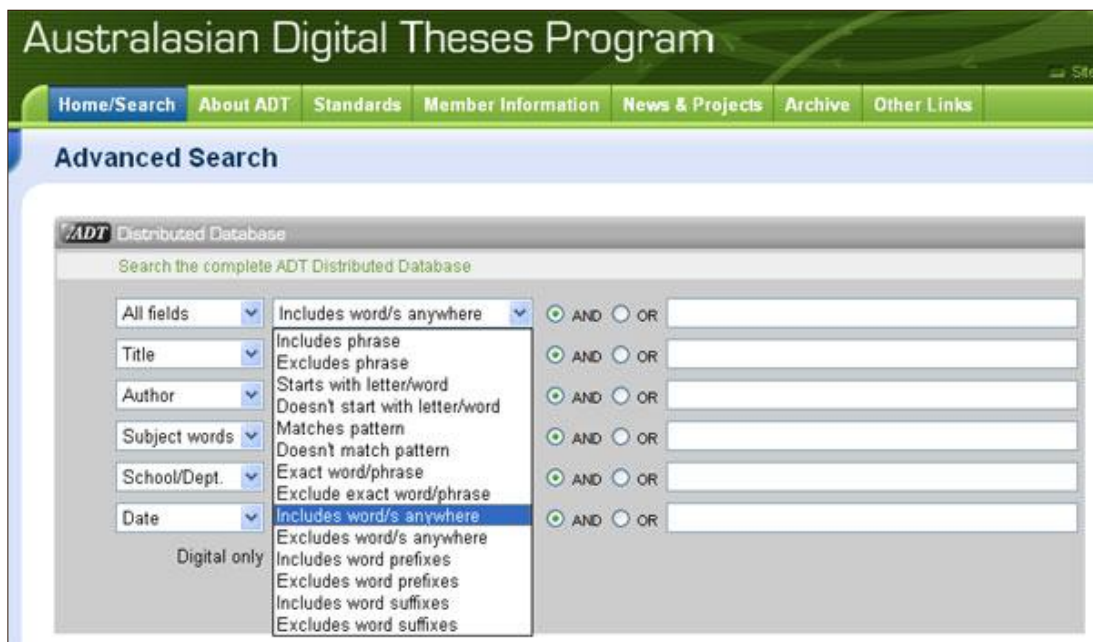 Australasian Digital Theses Program
Site
Home/Search About ADT Standards Member Information News & Projects Archive Other Links
Advanced Search
ADT Distributed Database
Search the complete ADT Distributed Database
All fields Includes word/s anywhere AND OR
Includes phrase
Title Excludes phrase AND OR
Starts with letter/word
Author Doesn't start with letter/word AND OR
Matches pattern
Subject words Doesn't match pattern AND OR
Exact word/phrase
School/Dept. Exclude exact word/phrase AND OR
Date Includes word/s anywhere AND OR
Excludes word/s anywhere
Digital only Includes word prefixes
Excludes word prefixes
Includes word suffixes
Excludes word suffixes